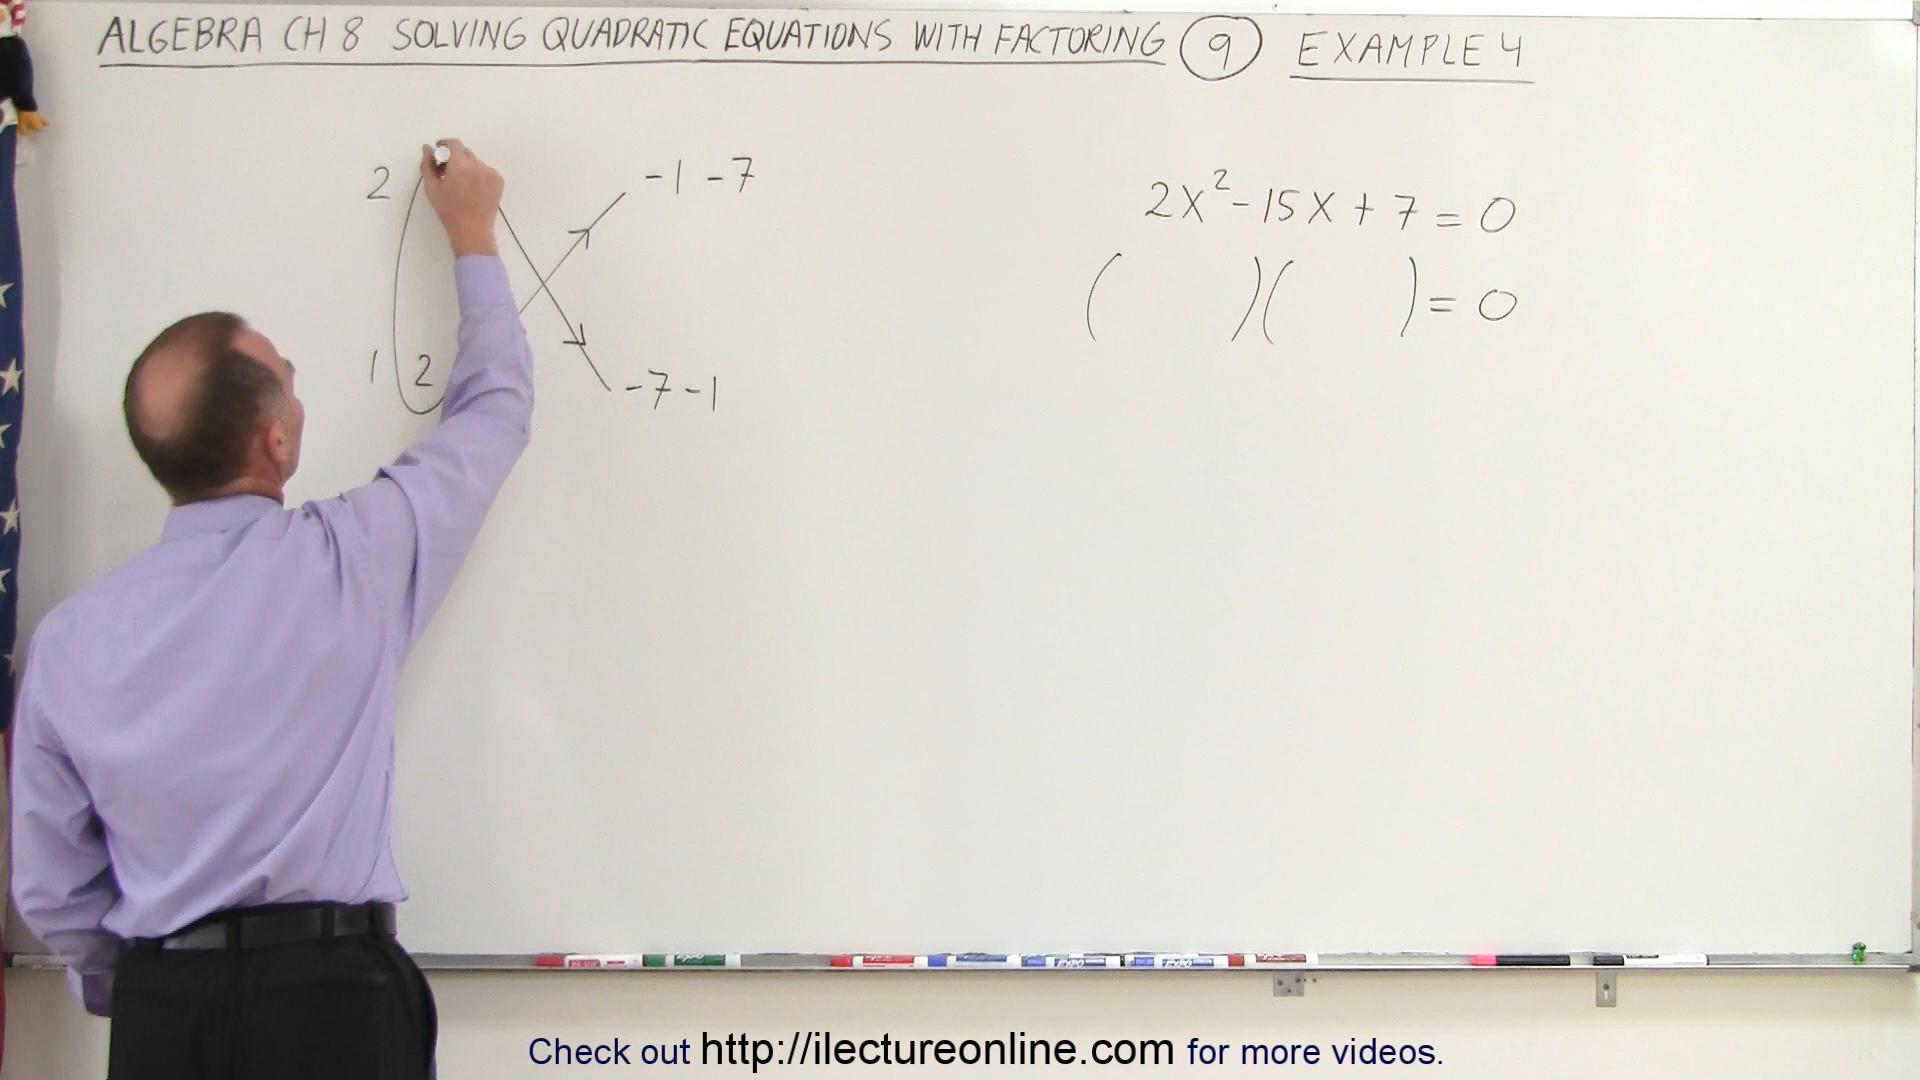 ALGEBRA CH 8 SOLVING QUADRATIC EQUATIONS WITH FACTORING 9 EXAMPLE 4
2 -1 -7
1 2 -7 -1
2X²-15X+7=0
( )( )=0
Check out http://ilectureonline.com for more videos.